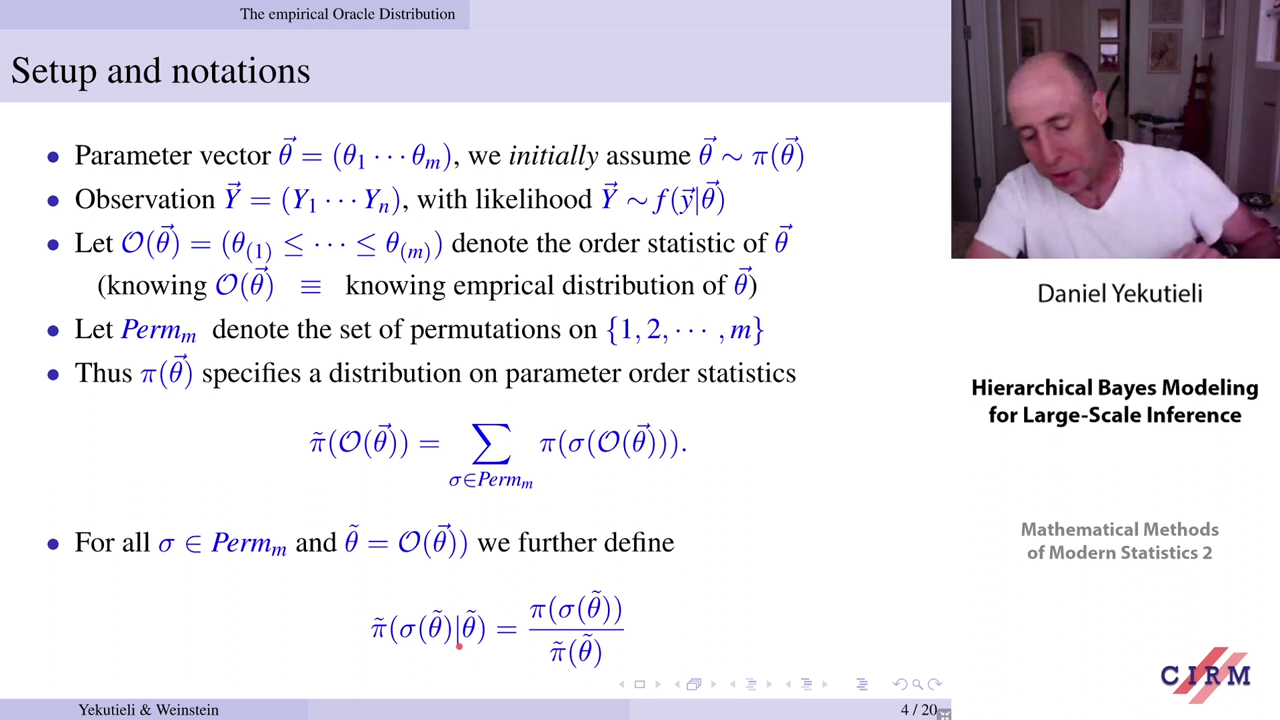 The empirical Oracle Distribution
Setup and notations
• Parameter vector θ⃗ = (θ₁ ··· θₘ), we initially assume θ⃗ ∼ π(θ⃗)
• Observation Y⃗ = (Y₁ ··· Yₙ), with likelihood Y⃗ ∼ f(y⃗|θ⃗)
• Let 𝒪(θ⃗) = (θ₍₁₎ ≤ ··· ≤ θ₍ₘ₎) denote the order statistic of θ⃗
(knowing 𝒪(θ⃗) ≡ knowing emprical distribution of θ⃗)
• Let Permₘ denote the set of permutations on {1, 2, ··· , m}
• Thus π(θ⃗) specifies a distribution on parameter order statistics
π̃(𝒪(θ⃗)) = ∑_{σ∈Permₘ} π(σ(𝒪(θ⃗))).
• For all σ ∈ Permₘ and θ̃ = 𝒪(θ⃗)) we further define
π̃(σ(θ̃)|θ̃) = π(σ(θ̃)) / π̃(θ̃)
Yekutieli & Weinstein
4 / 20
Daniel Yekutieli
Hierarchical Bayes Modeling
for Large-Scale Inference
Mathematical Methods
of Modern Statistics 2
CIRM